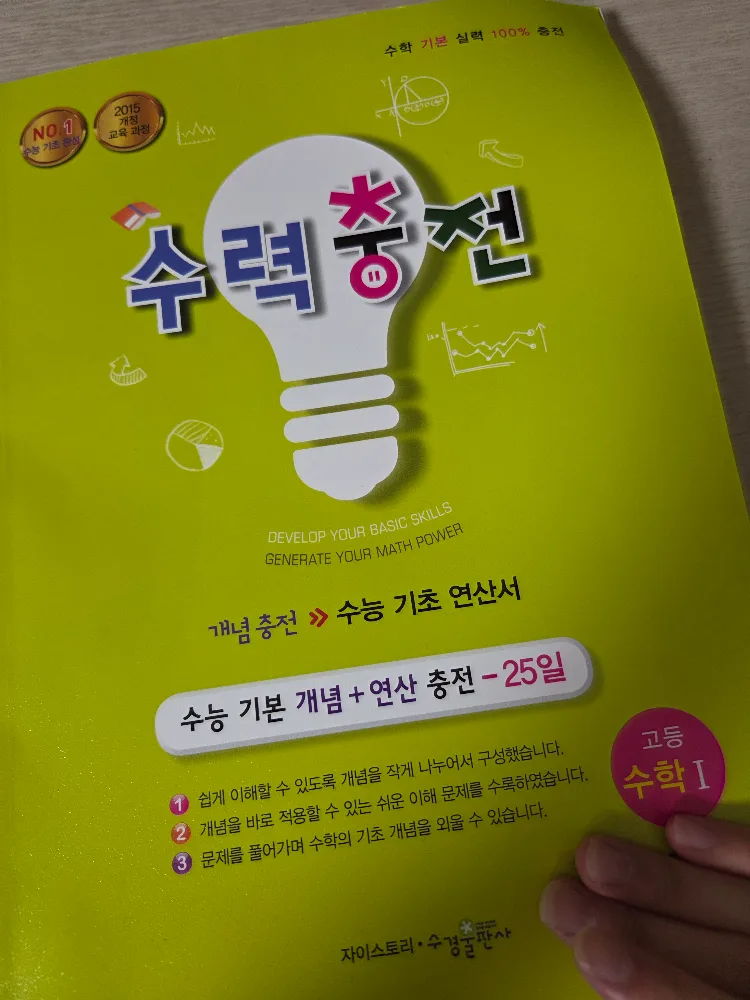 수학 기본 실력 100% 충전
NO.1
수능 기초 완성
2015
개정
교육 과정
수력충전
DEVELOP YOUR BASIC SKILLS
GENERATE YOUR MATH POWER
개념 충전 » 수능 기초 연산서
수능 기본 개념 + 연산 충전 - 25일
고등
수학 I
1 쉽게 이해할 수 있도록 개념을 작게 나누어서 구성했습니다.
2 개념을 바로 적용할 수 있는 쉬운 이해 문제를 수록하였습니다.
3 문제를 풀어가며 수학의 기초 개념을 외울 수 있습니다.
자이스토리 · 수경출판사